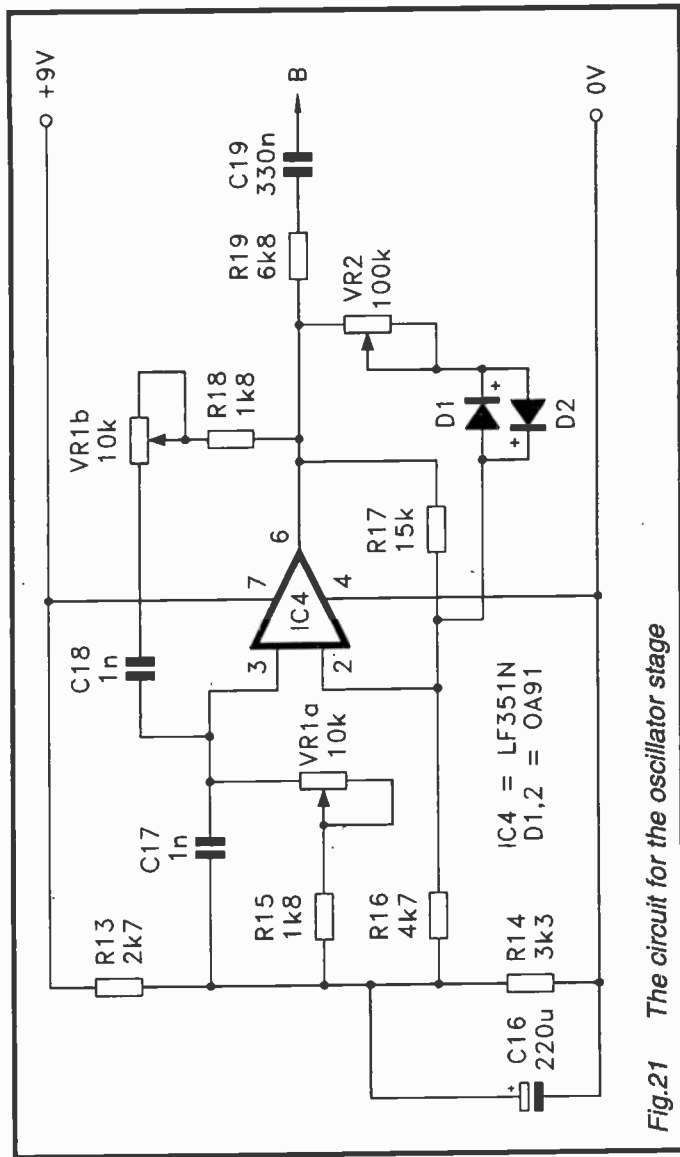 +9V
R13
2k7
C17
1n
C18
1n
VR1b
10k
R18
1k8
R19
6k8
C19
330n
B
R15
1k8
VR1a
10k
3
2
IC4
7
6
4
R17
15k
VR2
100k
D1
+
+
D2
R16
4k7
R14
3k3
C16
220u
+
IC4 = LF351N
D1,2 = OA91
0V
Fig.21 The circuit for the oscillator stage